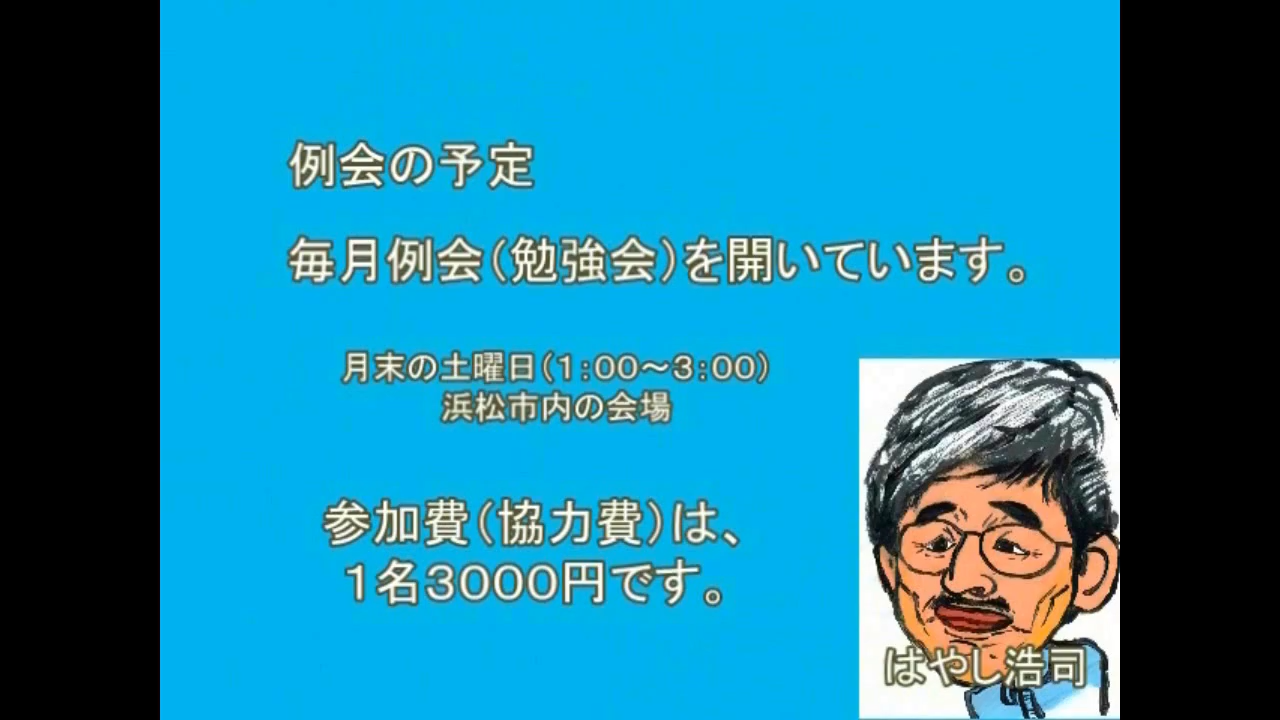 例会の予定
毎月例会（勉強会）を開いています。
月末の土曜日（１：００～３：００）
浜松市内の会場
参加費（協力費）は、
１名３０００円です。
はやし浩司